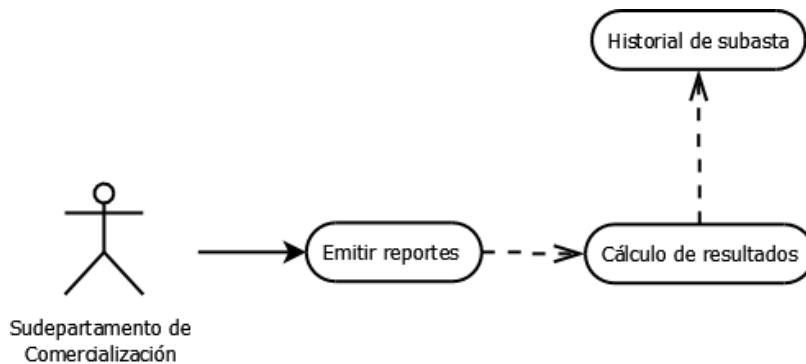 Historial de subasta
Emitir reportes
Cálculo de resultados
Sudepartamento de
Comercialización